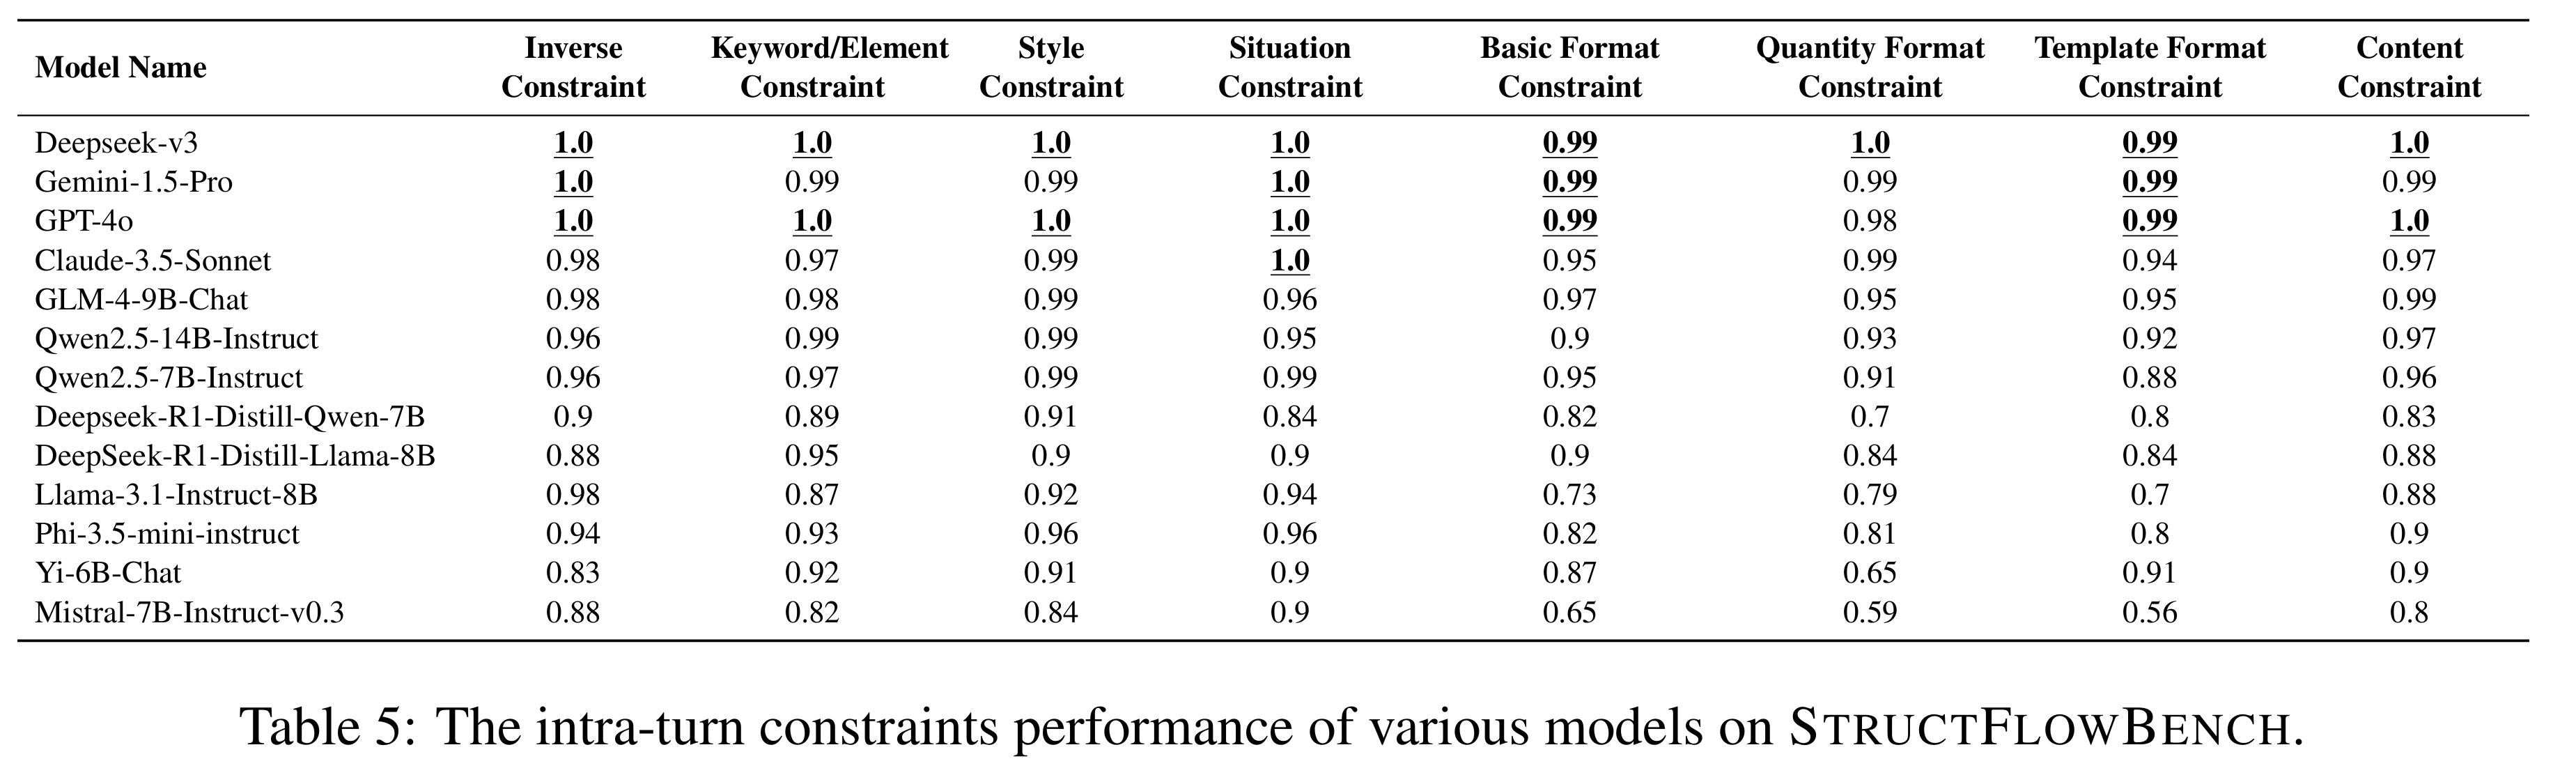 Model Name Inverse Constraint Keyword/Element Constraint Style Constraint Situation Constraint Basic Format Constraint Quantity Format Constraint Template Format Constraint Content Constraint
Deepseek-v3 1.0 1.0 1.0 1.0 0.99 1.0 0.99 1.0
Gemini-1.5-Pro 1.0 0.99 0.99 1.0 0.99 0.99 0.99 0.99
GPT-4o 1.0 1.0 1.0 1.0 0.99 0.98 0.99 1.0
Claude-3.5-Sonnet 0.98 0.97 0.99 1.0 0.95 0.99 0.94 0.97
GLM-4-9B-Chat 0.98 0.98 0.99 0.96 0.97 0.95 0.95 0.99
Qwen2.5-14B-Instruct 0.96 0.99 0.99 0.95 0.9 0.93 0.92 0.97
Qwen2.5-7B-Instruct 0.96 0.97 0.99 0.99 0.95 0.91 0.88 0.96
Deepseek-R1-Distill-Qwen-7B 0.9 0.89 0.91 0.84 0.82 0.7 0.8 0.83
DeepSeek-R1-Distill-Llama-8B 0.88 0.95 0.9 0.9 0.9 0.84 0.84 0.88
Llama-3.1-Instruct-8B 0.98 0.87 0.92 0.94 0.73 0.79 0.7 0.88
Phi-3.5-mini-instruct 0.94 0.93 0.96 0.96 0.82 0.81 0.8 0.9
Yi-6B-Chat 0.83 0.92 0.91 0.9 0.87 0.65 0.91 0.9
Mistral-7B-Instruct-v0.3 0.88 0.82 0.84 0.9 0.65 0.59 0.56 0.8
Table 5: The intra-turn constraints performance of various models on STRUCTFLOWBENCH.